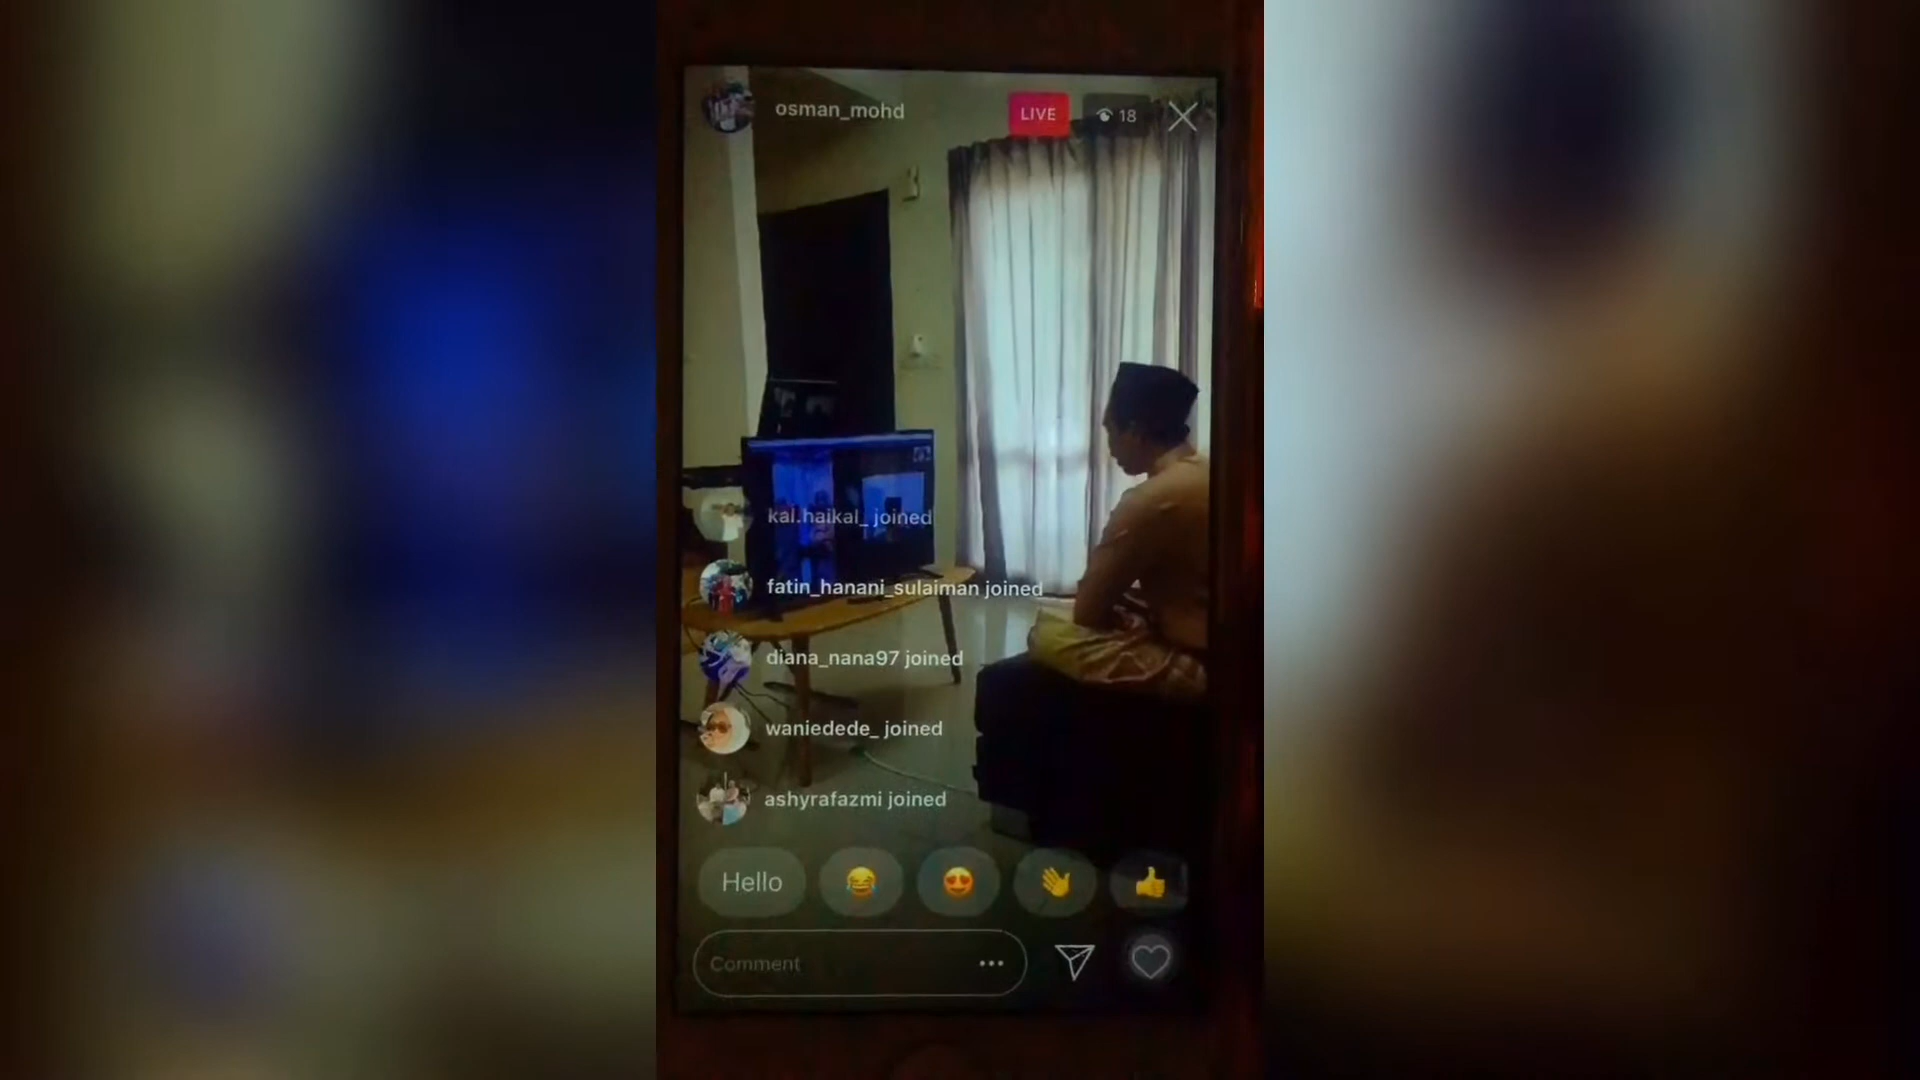 osman_mohd
LIVE
18
kal.haikal_ joined
fatin_hanani_sulaiman joined
diana_nana97 joined
waniedede_ joined
ashyrafazmi joined
Hello
Comment